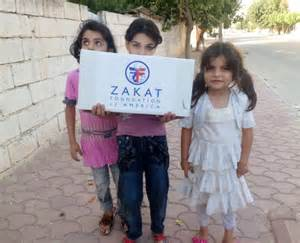 ZAKAT
FOUNDATION
OF AMERICA